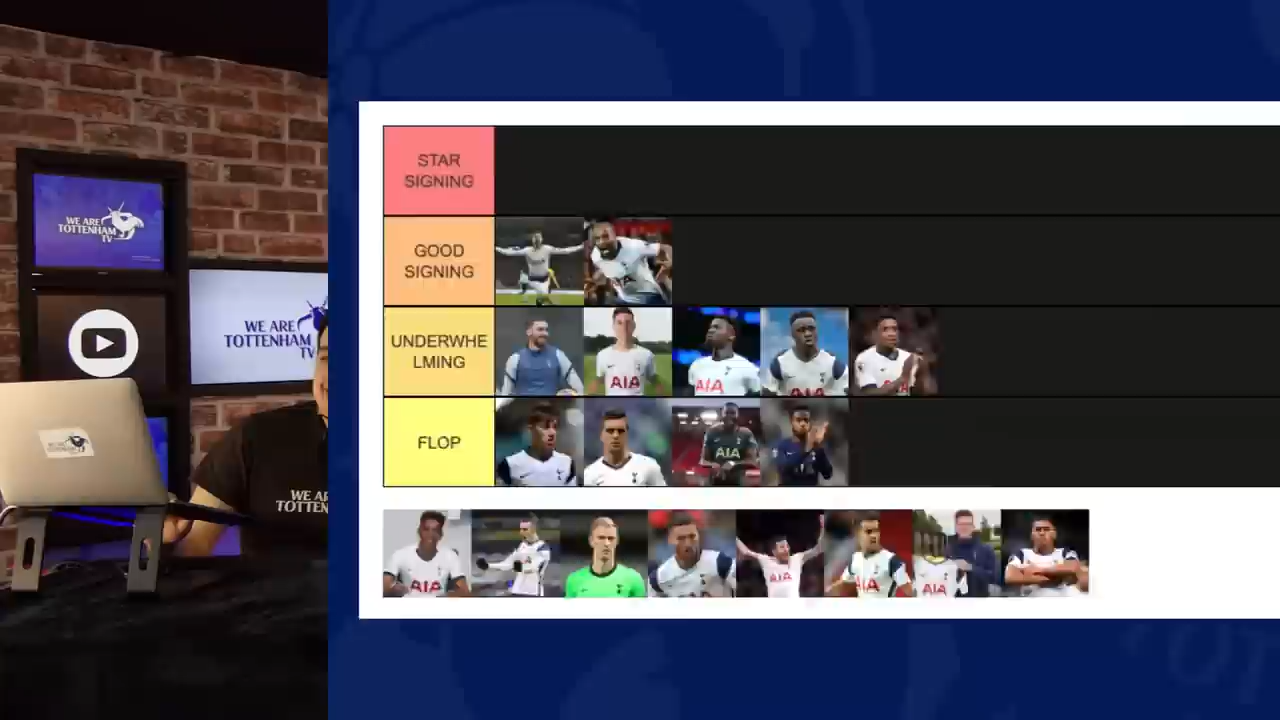 WE ARE
TOTTENHAM
TV
WE ARE
TOTTENHAM
TV
WE AR
TOTTEN
STAR
SIGNING
GOOD
SIGNING
UNDERWHE
LMING
FLOP
AIA
AIA
AIA
AIA
AIA
AIA
AIA